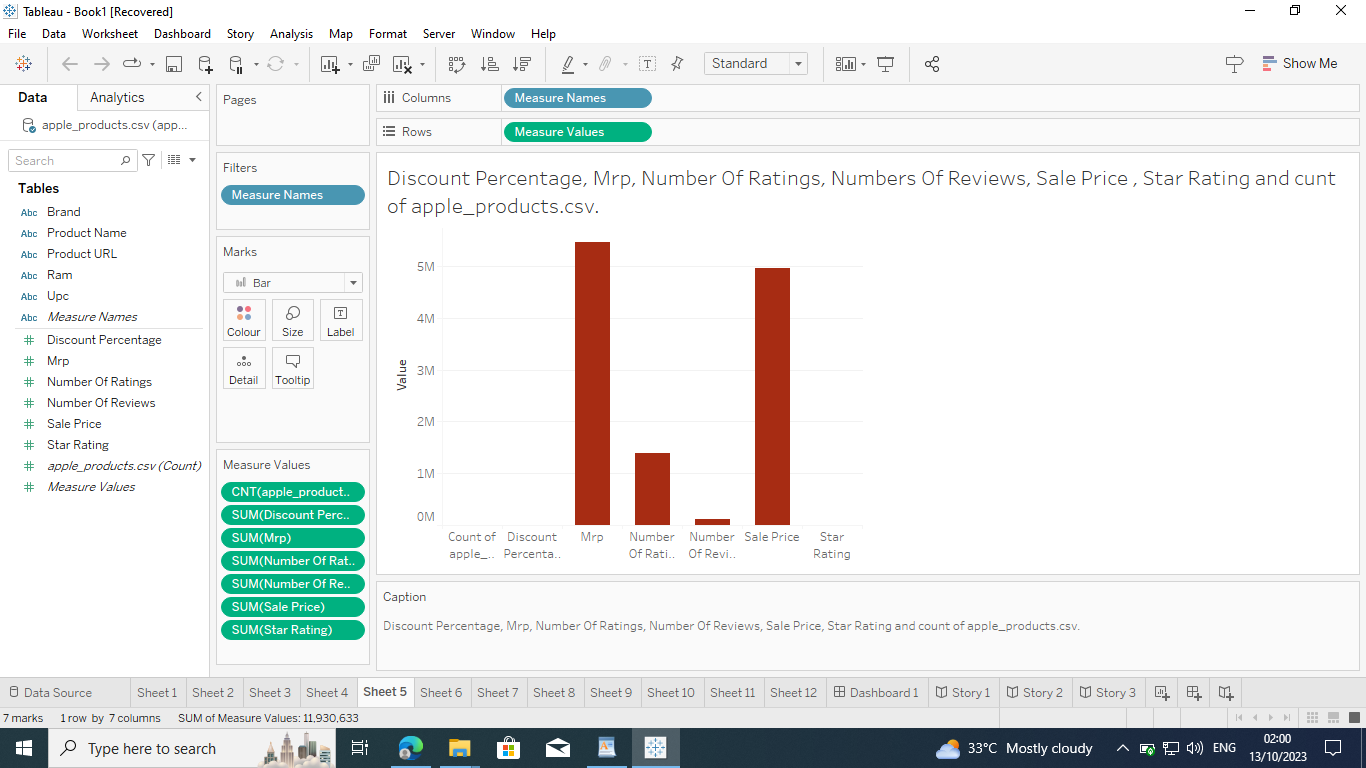 Tableau - Book1 [Recovered]
File Data Worksheet Dashboard Story Analysis Map Format Server Window Help
Standard
Show Me
Data Analytics
apple_products.csv (app...
Search
Tables
Abc Brand
Abc Product Name
Abc Product URL
Abc Ram
Abc Upc
Abc Measure Names
Discount Percentage
Mrp
Number Of Ratings
Number Of Reviews
Sale Price
Star Rating
apple_products.csv (Count)
Measure Values
Pages
Filters
Measure Names
Marks
Bar
Colour Size Label
Detail Tooltip
Measure Values
CNT(apple_product..
SUM(Discount Perc..
SUM(Mrp)
SUM(Number Of Rat..
SUM(Number Of Re..
SUM(Sale Price)
SUM(Star Rating)
Columns Measure Names
Rows Measure Values
Discount Percentage, Mrp, Number Of Ratings, Numbers Of Reviews, Sale Price , Star Rating and cunt
of apple_products.csv.
5M
4M
3M
2M
1M
0M
Value
Count of Discount Mrp Number Number Sale Price Star
apple_.. Percenta.. Of Rati.. Of Revi.. Rating
Caption
Discount Percentage, Mrp, Number Of Ratings, Number Of Reviews, Sale Price, Star Rating and count of apple_products.csv.
Data Source Sheet 1 Sheet 2 Sheet 3 Sheet 4 Sheet 5 Sheet 6 Sheet 7 Sheet 8 Sheet 9 Sheet 10 Sheet 11 Sheet 12 Dashboard 1 Story 1 Story 2 Story 3
7 marks 1 row by 7 columns SUM of Measure Values: 11,930,633
Type here to search
33°C Mostly cloudy
ENG
02:00
13/10/2023